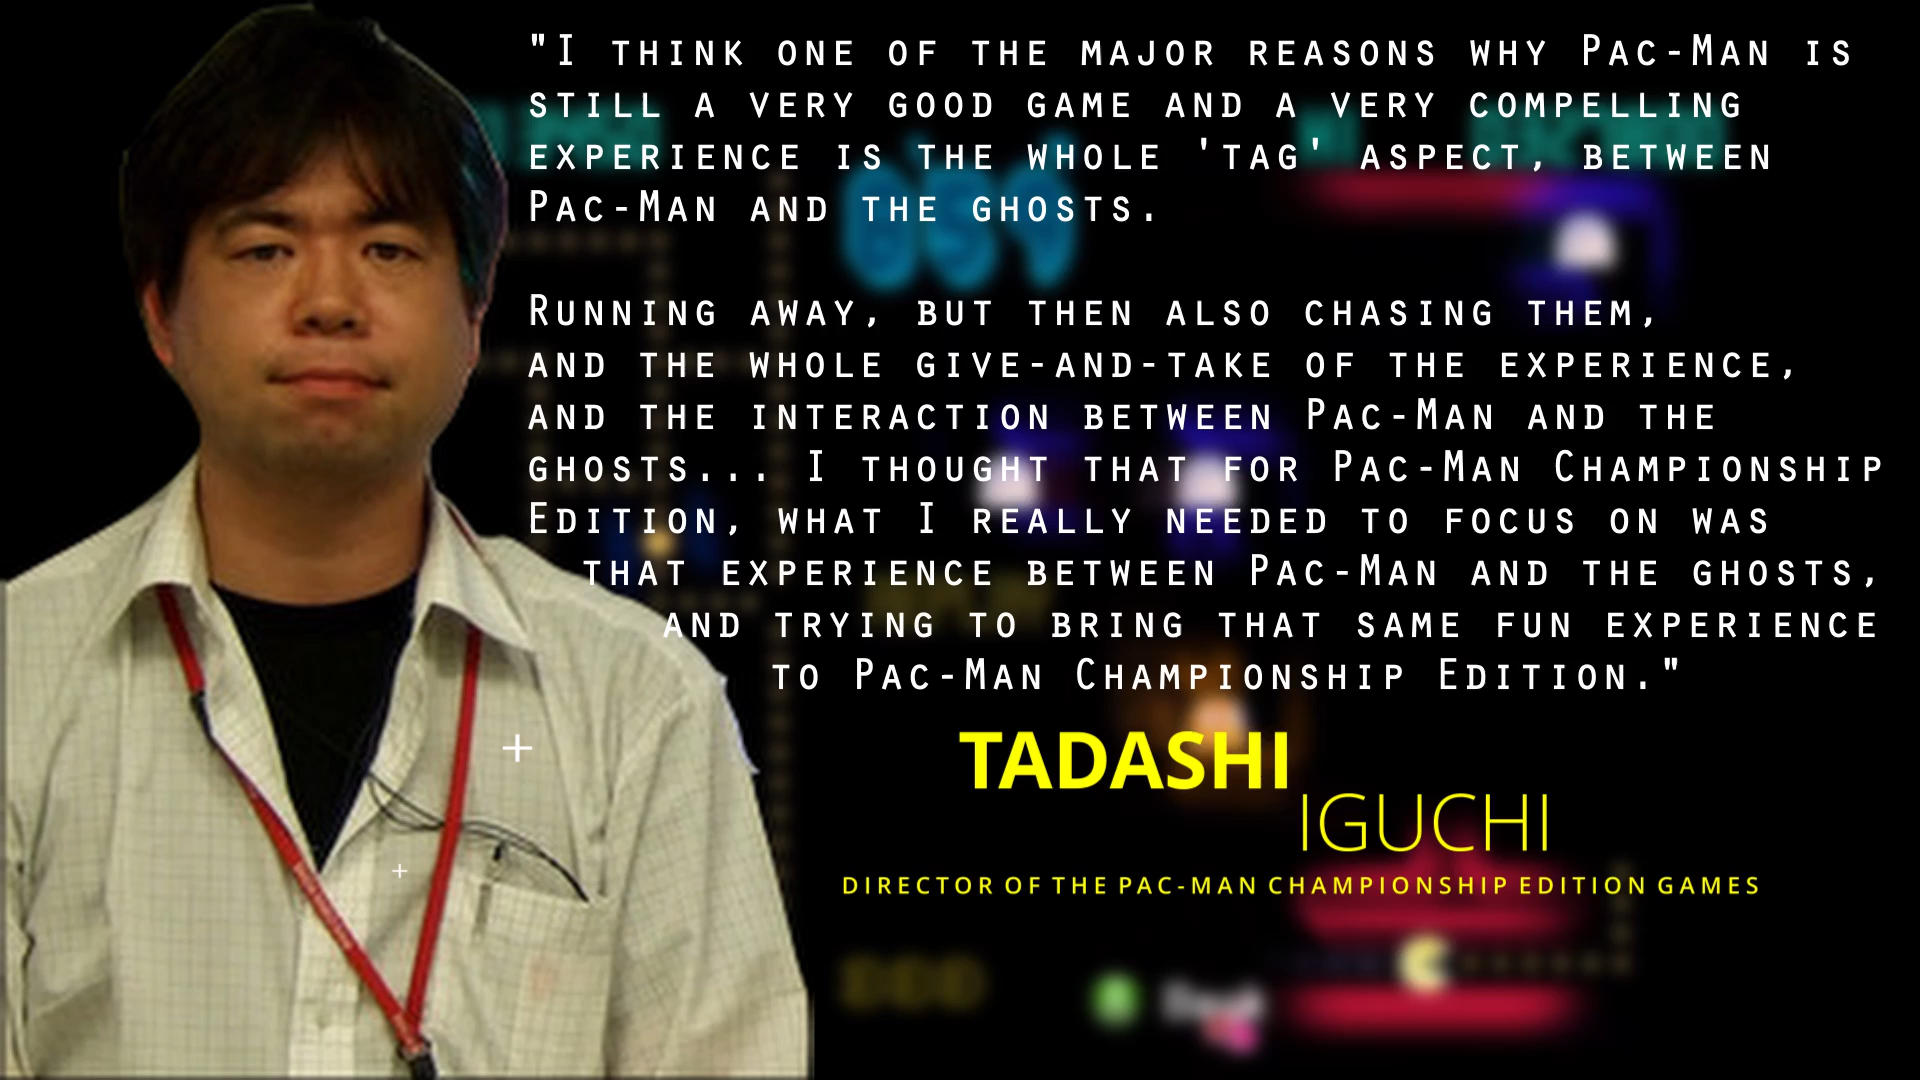 "I think one of the major reasons why Pac-Man is
still a very good game and a very compelling
experience is the whole 'tag' aspect, between
Pac-Man and the ghosts.
Running away, but then also chasing them,
and the whole give-and-take of the experience,
and the interaction between Pac-Man and the
ghosts... I thought that for Pac-Man Championship
Edition, what I really needed to focus on was
that experience between Pac-Man and the ghosts,
and trying to bring that same fun experience
to Pac-Man Championship Edition."
TADASHI
IGUCHI
DIRECTOR OF THE PAC-MAN CHAMPIONSHIP EDITION GAMES